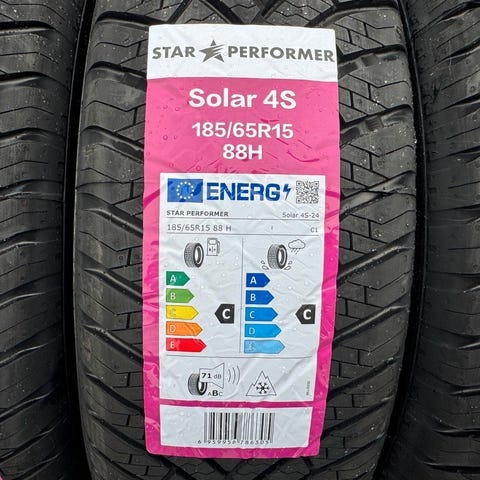 STAR PERFORMER
Solar 4S
185/65R15
88H
ENERG
STAR PERFORMER Solar 4S-24
185/65R15 88 H C1
A A
B B
C C C C
D D
E E
71 dB
ABC